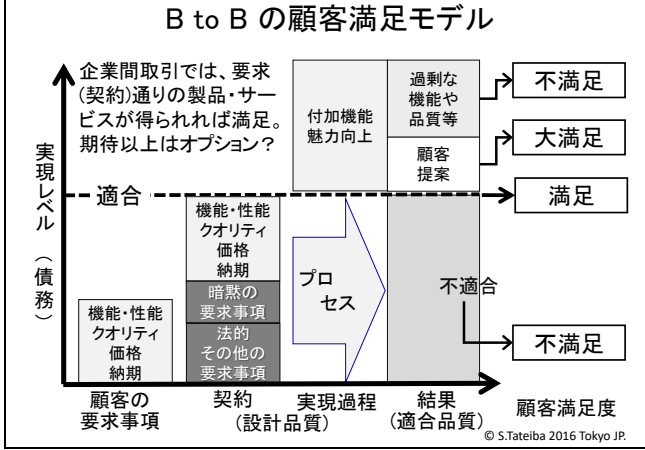 B to B の顧客満足モデル
企業間取引では、要求
(契約)通りの製品・サー
ビスが得られれば満足。
期待以上はオプション？
付加機能
魅力向上
過剰な
機能や
品質等
顧客
提案
不満足
大満足
満足
不満足
実現レベル（債務）
適合
機能・性能
クオリティ
価格
納期
暗黙の
要求事項
法的
その他の
要求事項
機能・性能
クオリティ
価格
納期
プロ
セス
不適合
顧客の
要求事項
契約
(設計品質)
実現過程
結果
(適合品質)
顧客満足度
© S.Tateiba 2016 Tokyo JP.